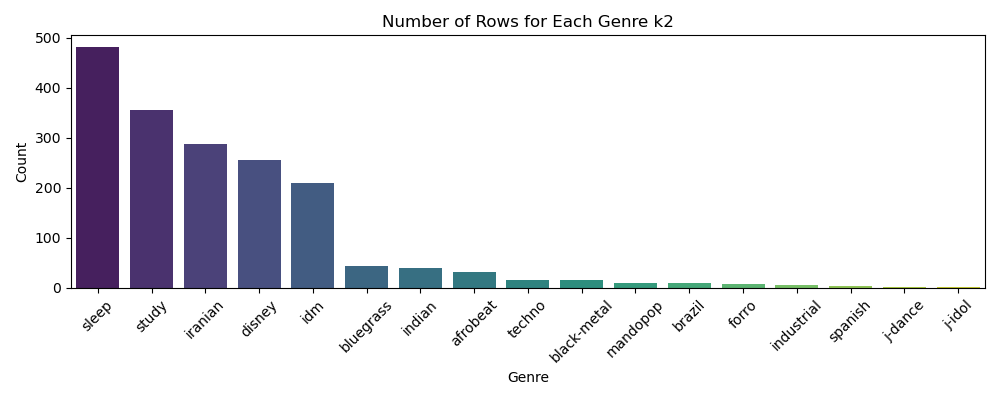 Number of Rows for Each Genre k2
500
400
300
200
100
0
Count
sleep
study
iranian
disney
idm
bluegrass
indian
afrobeat
techno
black-metal
mandopop
brazil
forro
industrial
spanish
j-dance
j-idol
Genre